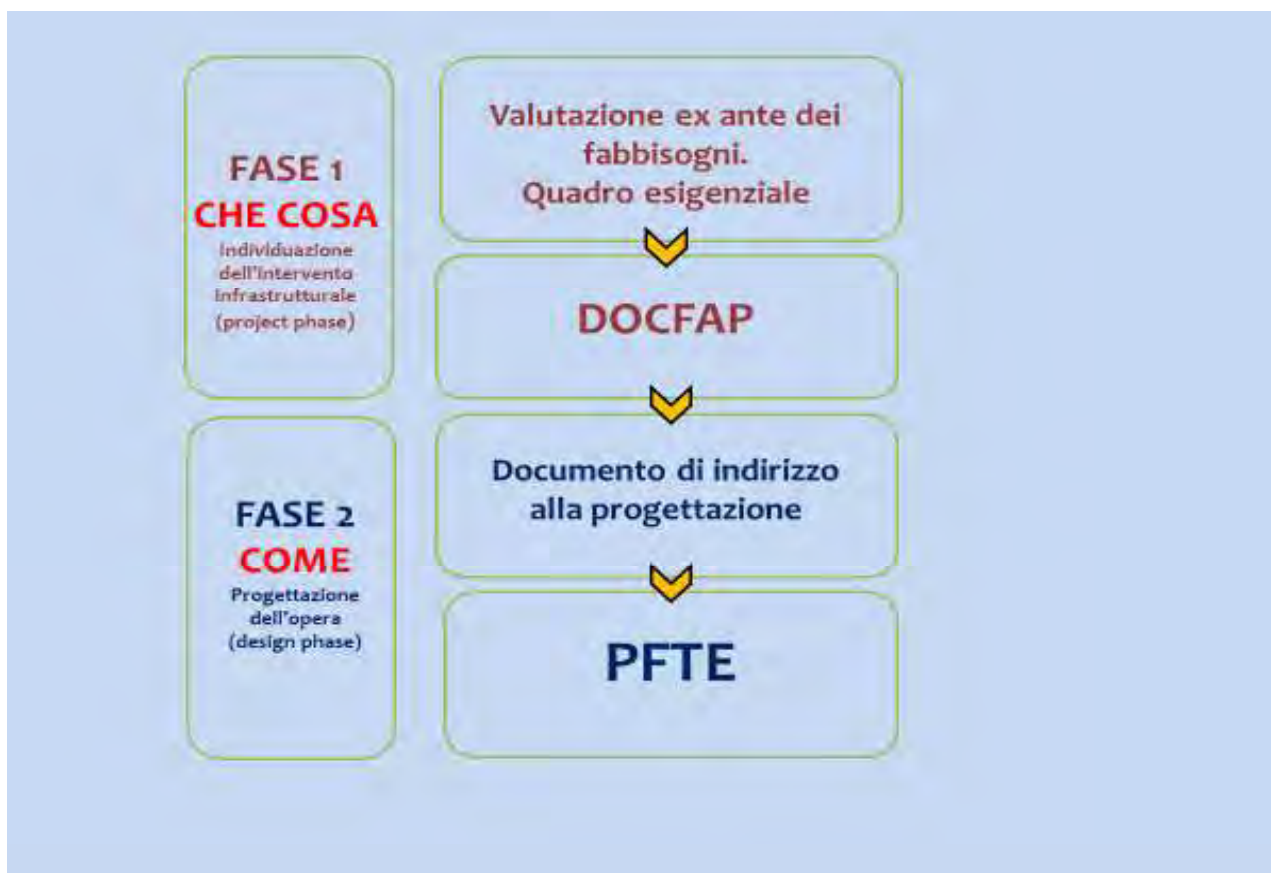 FASE 1
CHE COSA
Individuazione
dell'intervento
infrastrutturale
(project phase)
Valutazione ex ante dei
fabbisogni.
Quadro esigenziale
DOCFAP
FASE 2
COME
Progettazione
dell'opera
(design phase)
Documento di indirizzo
alla progettazione
PFTE